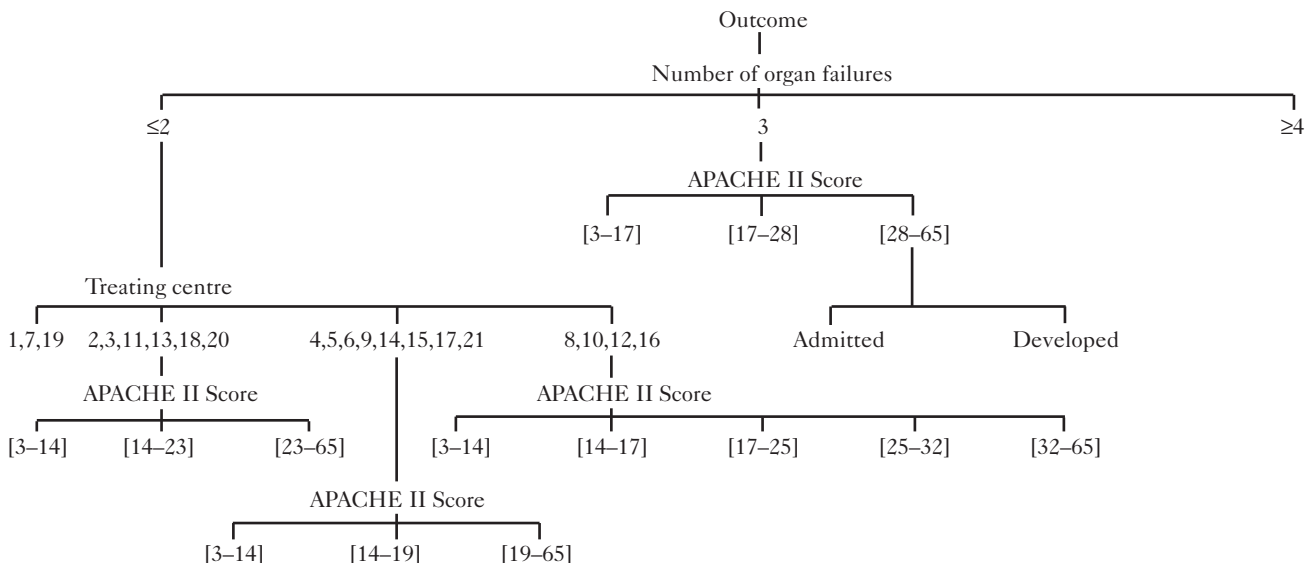 Outcome
Number of organ failures
≤2 3 ≥4
APACHE II Score
[3–17] [17–28] [28–65]
Treating centre
1,7,19 2,3,11,13,18,20 4,5,6,9,14,15,17,21 8,10,12,16 Admitted Developed
APACHE II Score APACHE II Score
[3–14] [14–23] [23–65] [3–14] [14–17] [17–25] [25–32] [32–65]
APACHE II Score
[3–14] [14–19] [19–65]